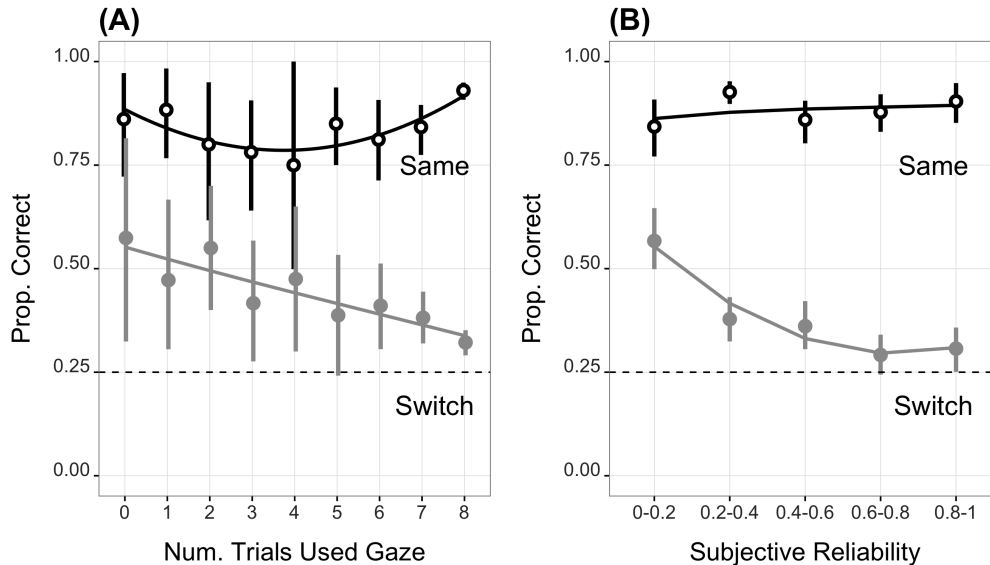 (A)
Prop. Correct
1.00
0.75
0.50
0.25
0.00
Same
Switch
0 1 2 3 4 5 6 7 8
Num. Trials Used Gaze
(B)
Prop. Correct
1.00
0.75
0.50
0.25
0.00
Same
Switch
0-0.2 0.2-0.4 0.4-0.6 0.6-0.8 0.8-1
Subjective Reliability